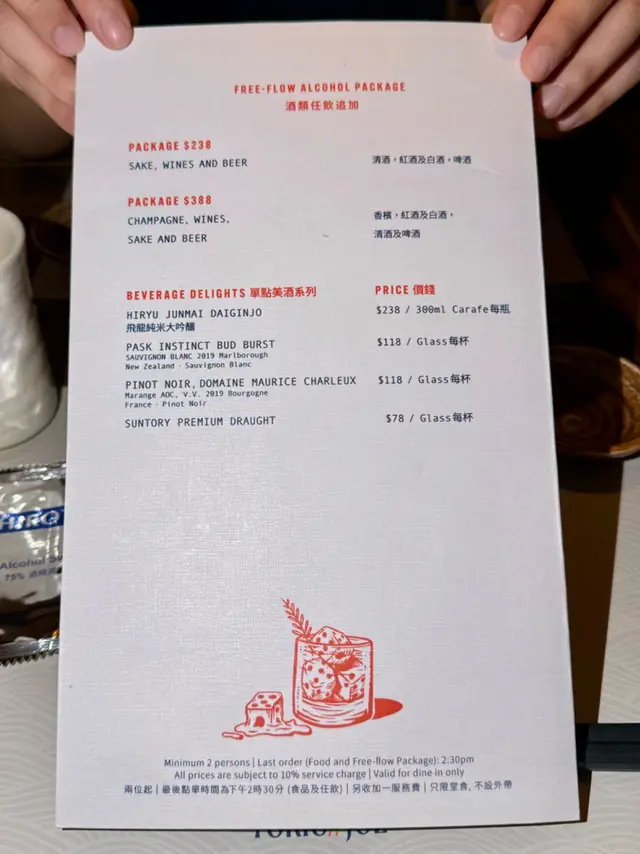 FREE-FLOW ALCOHOL PACKAGE
酒類任飲追加
PACKAGE $238
SAKE, WINES AND BEER
清酒，紅酒及白酒，啤酒
PACKAGE $388
CHAMPAGNE, WINES,
SAKE AND BEER
香檳，紅酒及白酒，
清酒及啤酒
BEVERAGE DELIGHTS 單點美酒系列
PRICE 價錢
HIRYU JUNMAI DAIGINJO
飛龍純米大吟釀
$238 / 300ml Carafe每瓶
PASK INSTINCT BUD BURST
SAUVIGNON BLANC 2019 Marlborough
New Zealand · Sauvignon Blanc
$118 / Glass每杯
PINOT NOIR, DOMAINE MAURICE CHARLEUX
Marange AOC, V.V. 2019 Bourgogne
France · Pinot Noir
$118 / Glass每杯
SUNTORY PREMIUM DRAUGHT
$78 / Glass每杯
Minimum 2 persons | Last order (Food and Free-flow Package): 2:30pm
All prices are subject to 10% service charge | Valid for dine in only
兩位起 | 最後點單時間為下午2時30分 (食品及任飲) | 另收加一服務費 | 只限堂食, 不設外帶
Alcohol
75%